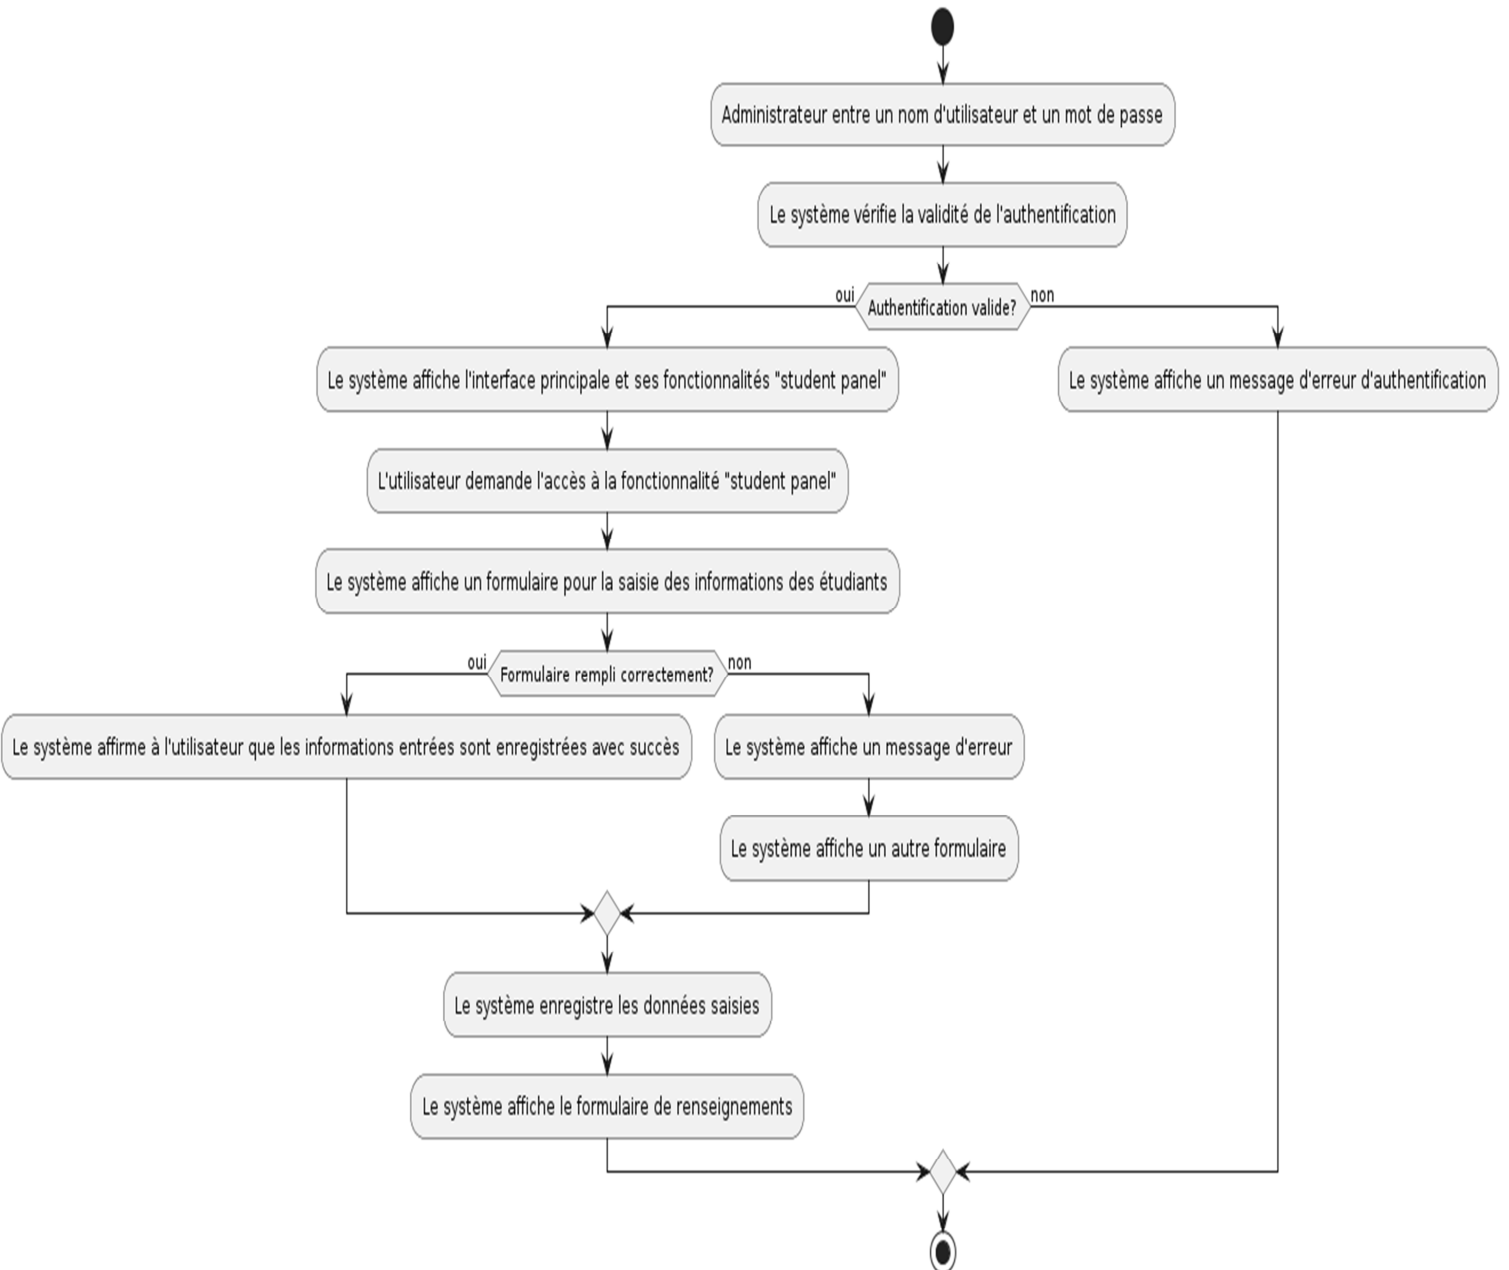 Administrateur entre un nom d'utilisateur et un mot de passe
Le système vérifie la validité de l'authentification
oui
Authentification valide?
non
Le système affiche l'interface principale et ses fonctionnalités "student panel"
Le système affiche un message d'erreur d'authentification
L'utilisateur demande l'accès à la fonctionnalité "student panel"
Le système affiche un formulaire pour la saisie des informations des étudiants
oui
Formulaire rempli correctement?
non
Le système affirme à l'utilisateur que les informations entrées sont enregistrées avec succès
Le système affiche un message d'erreur
Le système affiche un autre formulaire
Le système enregistre les données saisies
Le système affiche le formulaire de renseignements